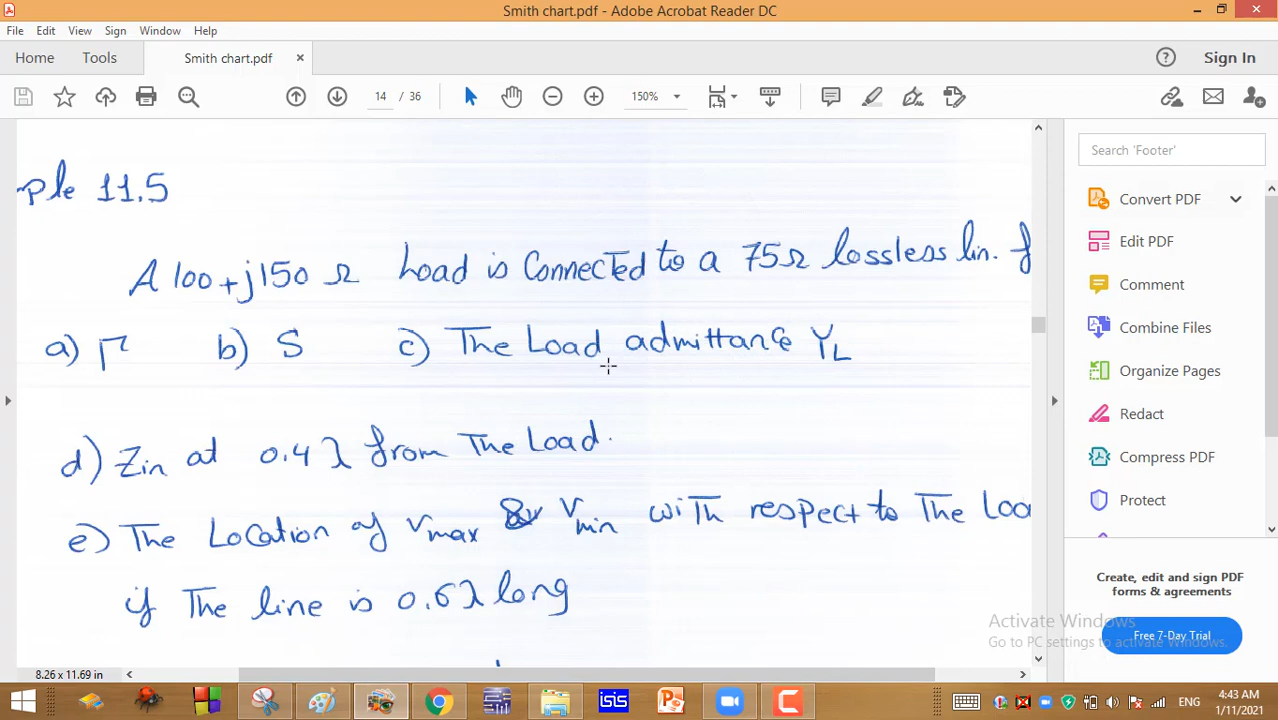 Smith chart.pdf - Adobe Acrobat Reader DC
File Edit View Sign Window Help
Home Tools Smith chart.pdf × Sign In
14 / 36 150%
ple 11.5
A 100+j150 Ω Load is Connected to a 75Ω lossless lin. f
a) Γ b) S c) The Load admittance YL
d) Zin at 0.4λ from The Load.
e) The Location of Vmax & Vmin with respect to The Loa
if The line is 0.6λ long
8.26 x 11.69 in
Search 'Footer'
Convert PDF
Edit PDF
Comment
Combine Files
Organize Pages
Redact
Compress PDF
Protect
Create, edit and sign PDF
forms & agreements
Free 7-Day Trial
Activate Windows
Go to PC settings to activate Windows.
isis
ENG
4:43 AM
1/11/2021